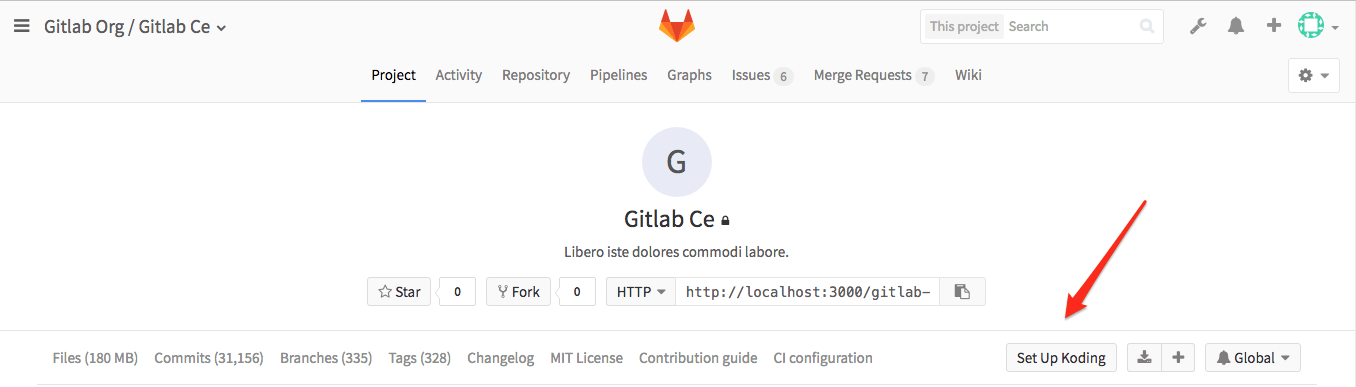 Gitlab Org / Gitlab Ce
This project Search
Project Activity Repository Pipelines Graphs Issues 6 Merge Requests 7 Wiki
G
Gitlab Ce
Libero iste dolores commodi labore.
Star 0 Fork 0 HTTP http://localhost:3000/gitlab-
Files (180 MB) Commits (31,156) Branches (335) Tags (328) Changelog MIT License Contribution guide CI configuration Set Up Koding Global